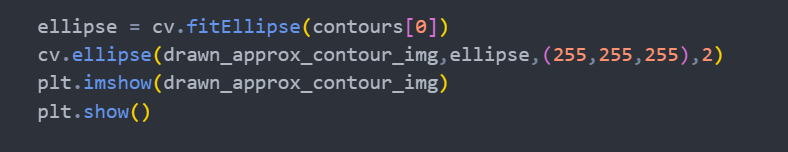 ellipse = cv.fitEllipse(contours[0])
cv.ellipse(drawn_approx_contour_img,ellipse,(255,255,255),2)
plt.imshow(drawn_approx_contour_img)
plt.show()